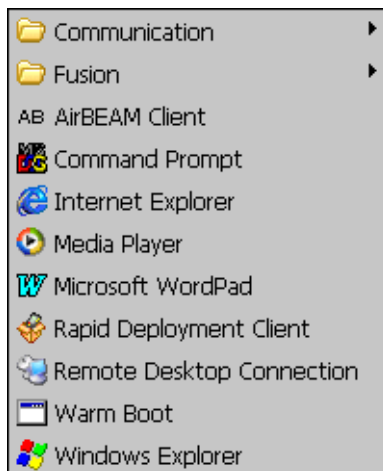 Communication
Fusion
AB AirBEAM Client
Command Prompt
Internet Explorer
Media Player
Microsoft WordPad
Rapid Deployment Client
Remote Desktop Connection
Warm Boot
Windows Explorer